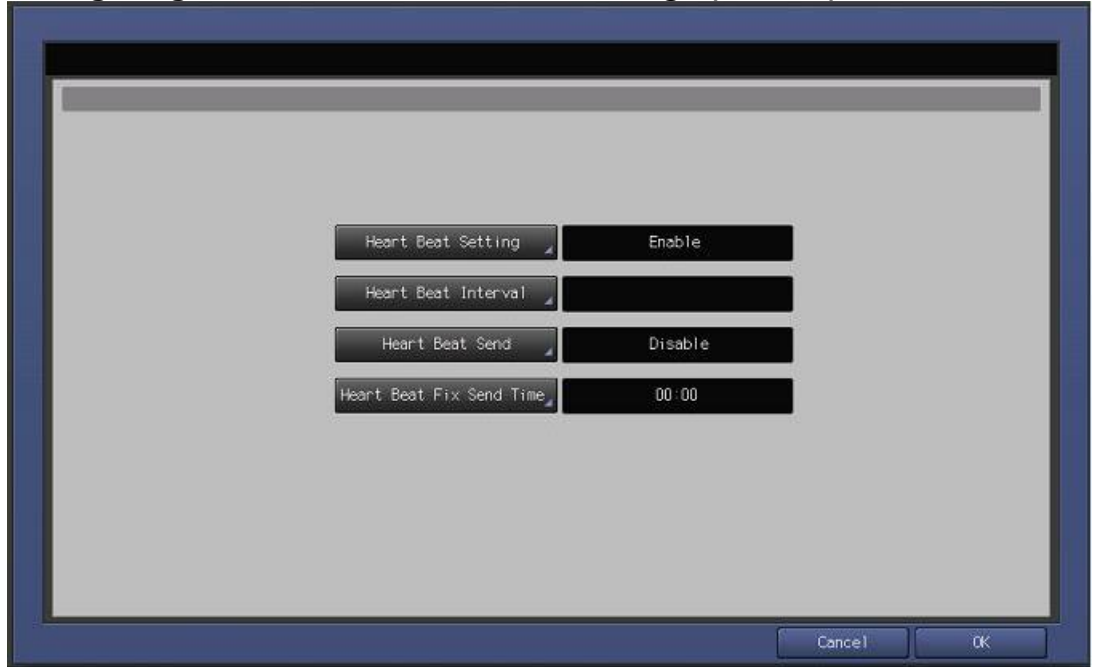 Heart Beat Setting Enable
Heart Beat Interval
Heart Beat Send Disable
Heart Beat Fix Send Time 00:00
Cancel OK